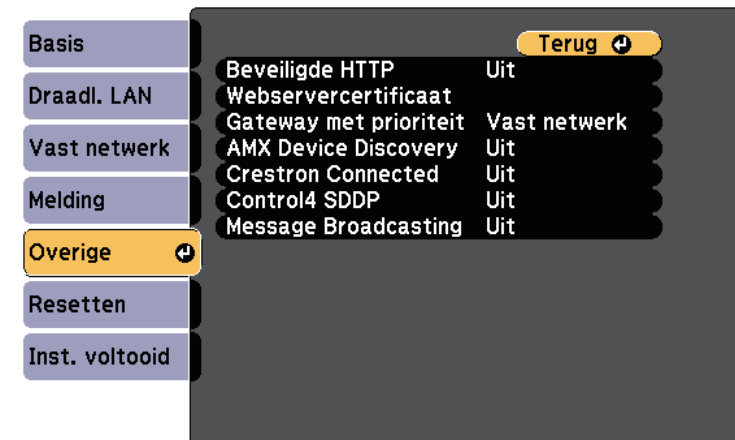 Basis
Draadl. LAN
Vast netwerk
Melding
Overige
Resetten
Inst. voltooid
Terug
Beveiligde HTTP Uit
Webservercertificaat
Gateway met prioriteit Vast netwerk
AMX Device Discovery Uit
Crestron Connected Uit
Control4 SDDP Uit
Message Broadcasting Uit